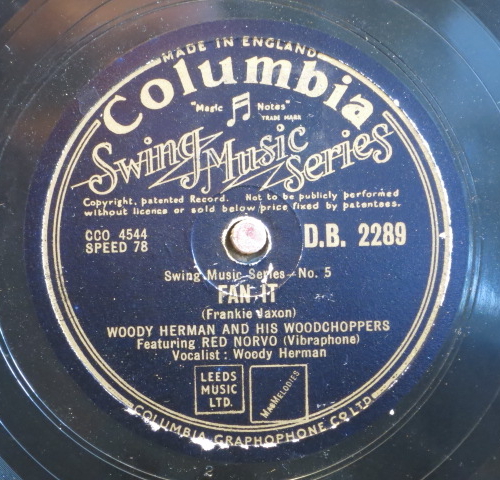 MADE IN ENGLAND
Columbia
"Magic Notes"
TRADE MARK
Swing Music Series
Copyright, patented Record. Not to be publicly performed
without licence or sold below price fixed by patentees.
CCO 4544
SPEED 78
D.B. 2289
Swing Music Series - No. 5
FAN IT
(Frankie Jaxon)
WOODY HERMAN AND HIS WOODCHOPPERS
Featuring RED NORVO (Vibraphone)
Vocalist : Woody Herman
LEEDS
MUSIC
LTD.
MacMelodies
COLUMBIA GRAPHOPHONE CO LTD.
2